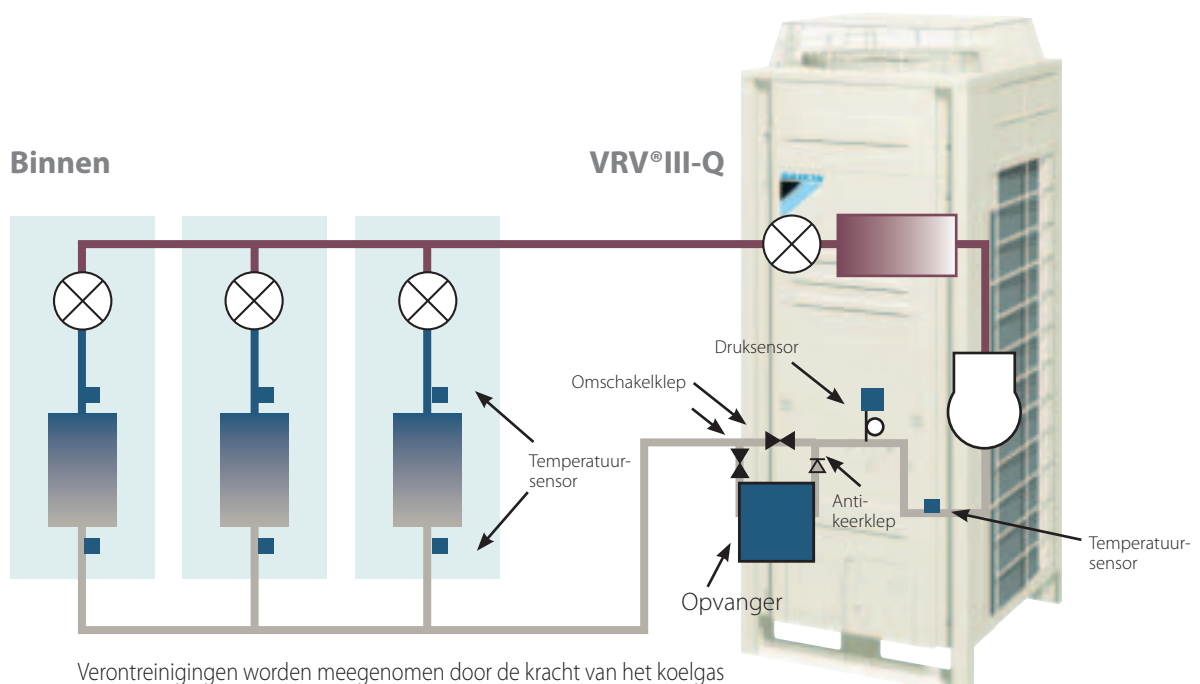 Binnen
VRV®III-Q
DAIKIN
Druksensor
Omschakelklep
Temperatuur-
sensor
Anti-
keerklep
Temperatuur-
sensor
Opvanger
Verontreinigingen worden meegenomen door de kracht van het koelgas